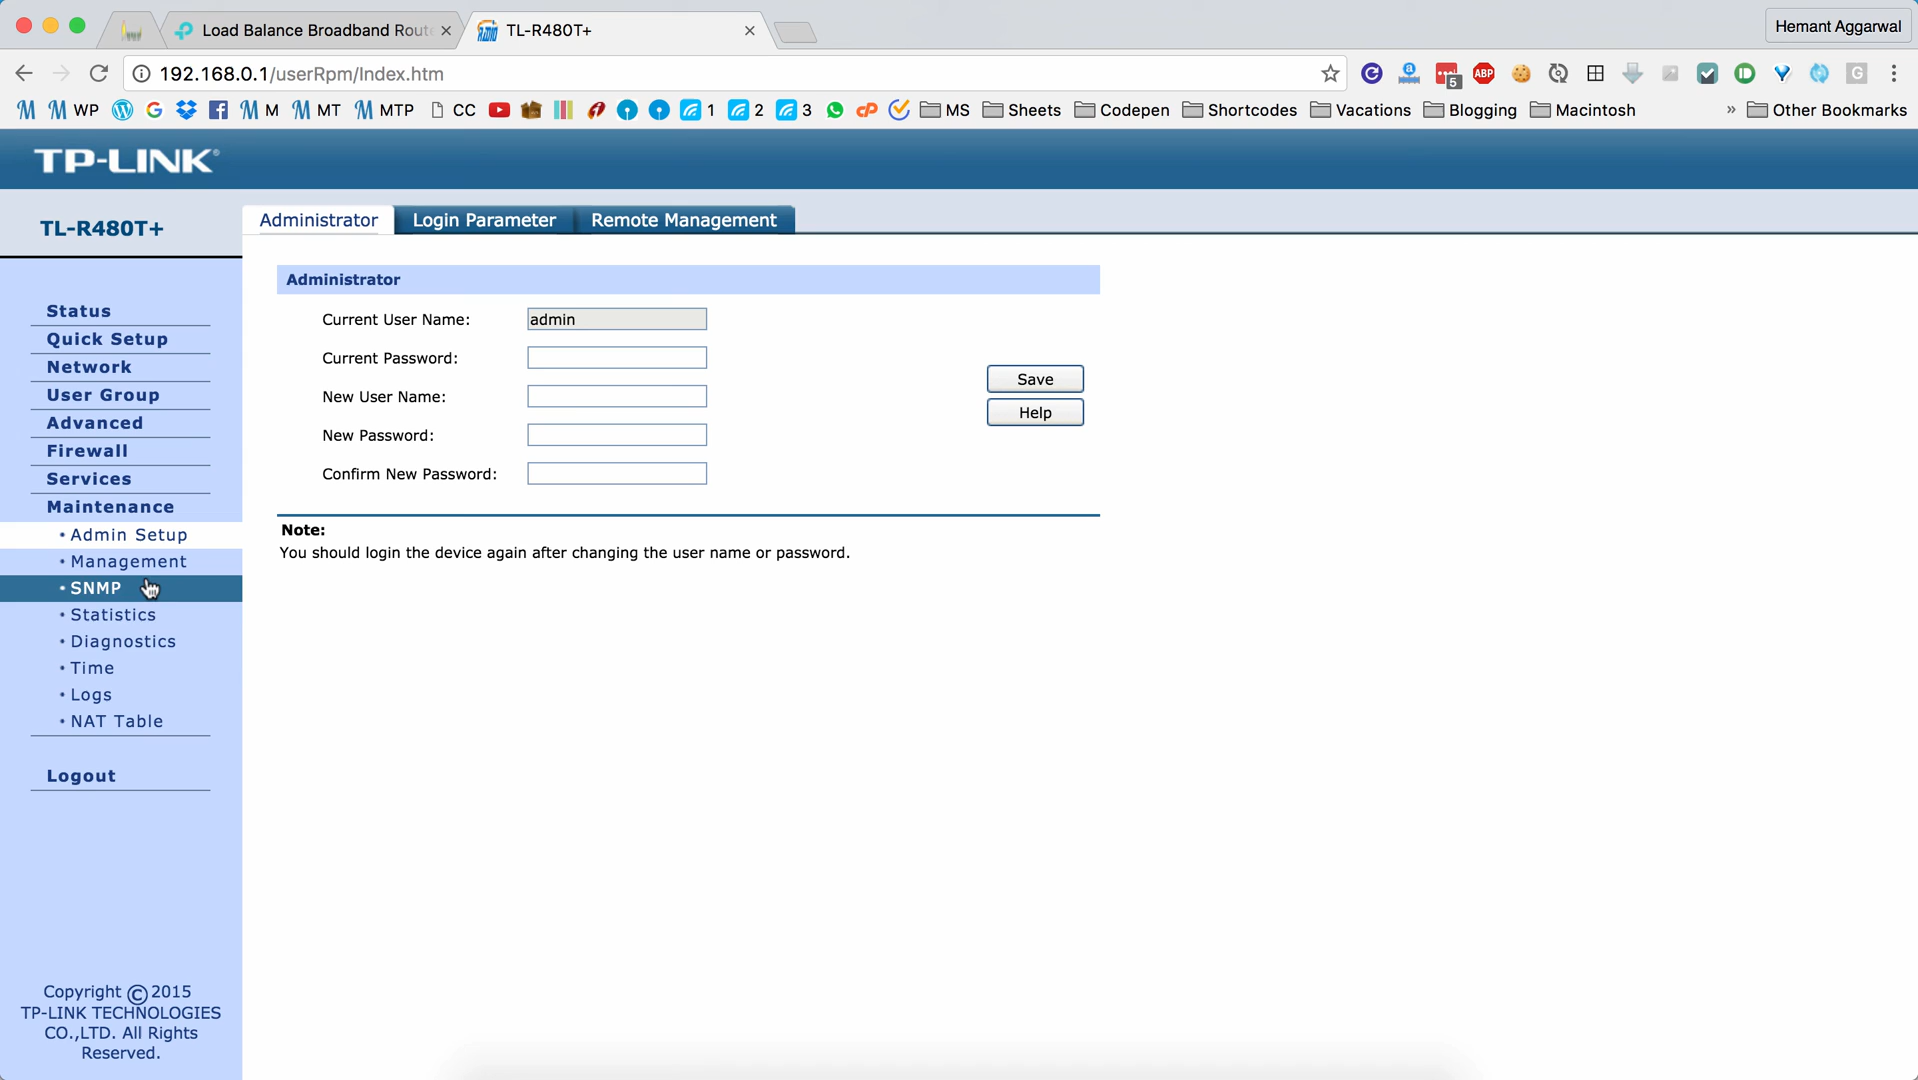 Load Balance Broadband Route
TL-R480T+
Hemant Aggarwal
192.168.0.1/userRpm/Index.htm
5
ABP
G
WP
M
MT
MTP
CC
1
2
3
MS
Sheets
Codepen
Shortcodes
Vacations
Blogging
Macintosh
»
Other Bookmarks
TP-LINK®
TL-R480T+
Administrator
Login Parameter
Remote Management
Status
Quick Setup
Network
User Group
Advanced
Firewall
Services
Maintenance
• Admin Setup
• Management
• SNMP
• Statistics
• Diagnostics
• Time
• Logs
• NAT Table
Logout
Administrator
Current User Name: admin
Current Password:
New User Name:
New Password:
Confirm New Password:
Save
Help
Note:
You should login the device again after changing the user name or password.
Copyright ©2015
TP-LINK TECHNOLOGIES
CO.,LTD. All Rights
Reserved.